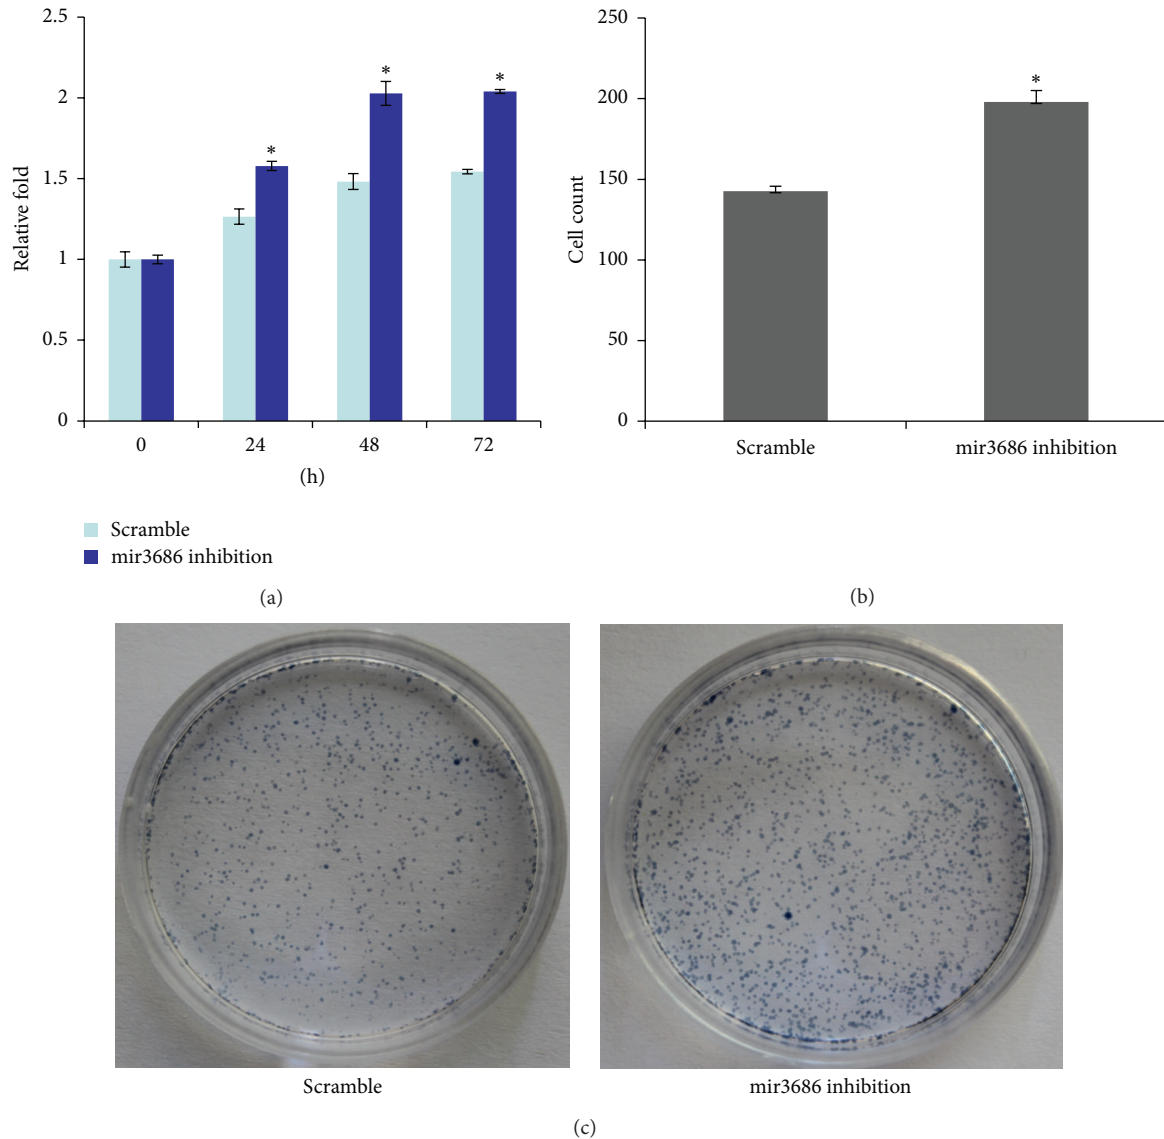 2.5
2
1.5
1
0.5
0
Relative fold
*
*
*
0 24 48 72
(h)
Scramble
mir3686 inhibition
(a)
250
200
150
100
50
0
Cell count
*
Scramble mir3686 inhibition
(b)
Scramble mir3686 inhibition
(c)